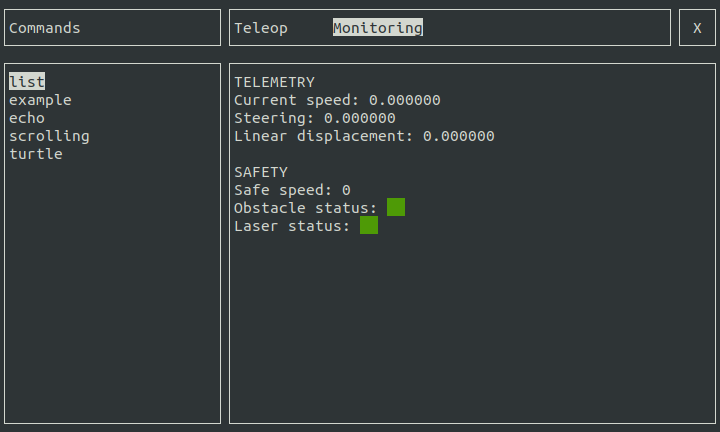 Commands
Teleop Monitoring X
list
example
echo
scrolling
turtle
TELEMETRY
Current speed: 0.000000
Steering: 0.000000
Linear displacement: 0.000000
SAFETY
Safe speed: 0
Obstacle status:
Laser status: